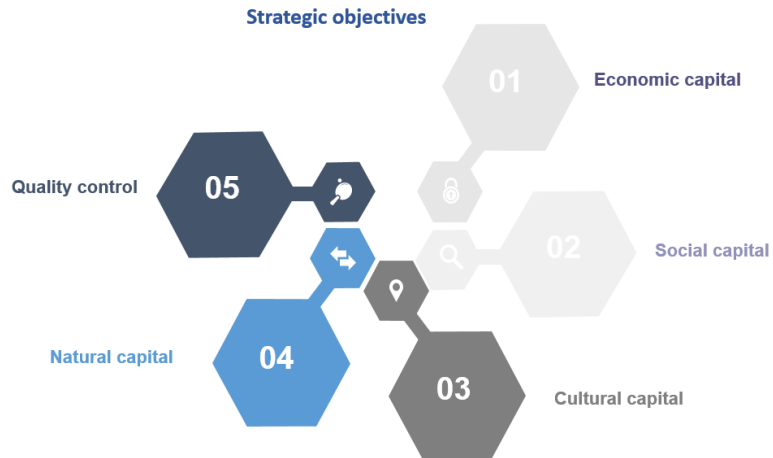 Strategic objectives
01
Economic capital
05
Quality control
02
Social capital
04
Natural capital
03
Cultural capital